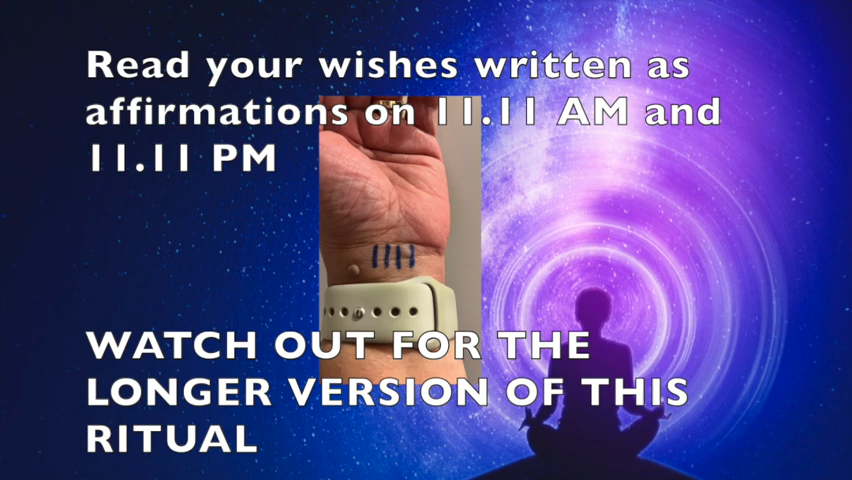 Read your wishes written as
affirmations on 11.11 AM and
11.11 PM
1111
WATCH OUT FOR THE
LONGER VERSION OF THIS
RITUAL